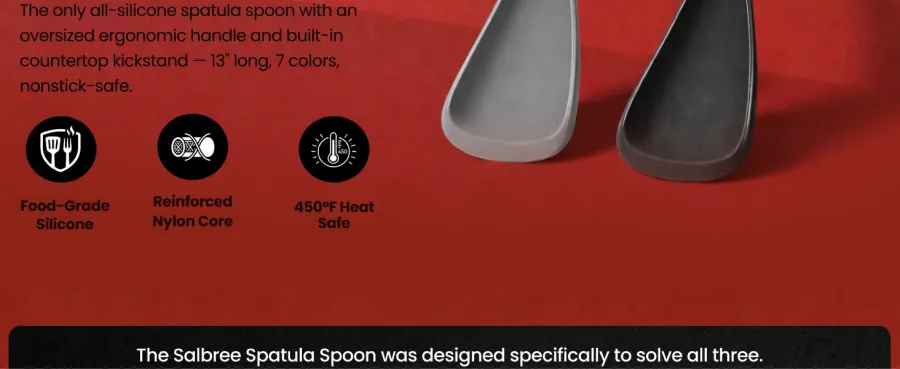 The only all-silicone spatula spoon with an
oversized ergonomic handle and built-in
countertop kickstand — 13" long, 7 colors,
nonstick-safe.
450
Food-Grade
Silicone
Reinforced
Nylon Core
450°F Heat
Safe
The Salbree Spatula Spoon was designed specifically to solve all three.